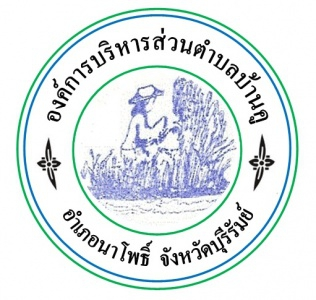 องค์การบริหารส่วนตำบลบ้านคู
อำเภอนาโพธิ์ จังหวัดบุรีรัมย์